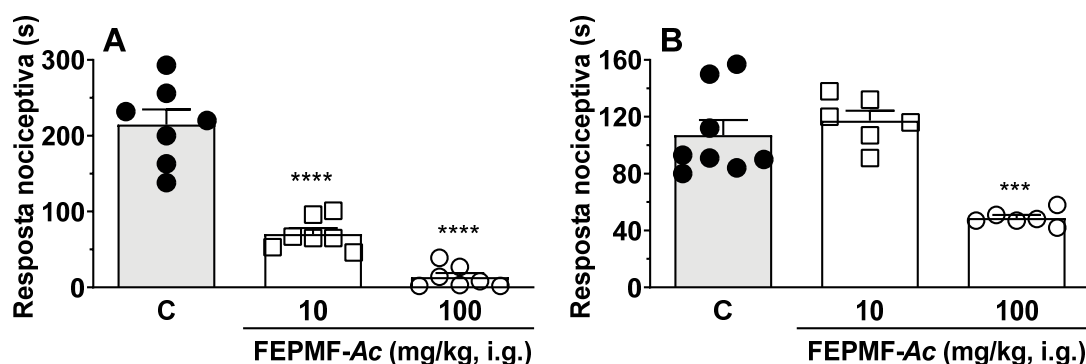 A
Resposta nociceptiva (s)
300
200
100
0
****
****
C
10
100
FEPMF-Ac (mg/kg, i.g.)
B
Resposta nociceptiva (s)
160
120
80
40
0
***
C
10
100
FEPMF-Ac (mg/kg, i.g.)